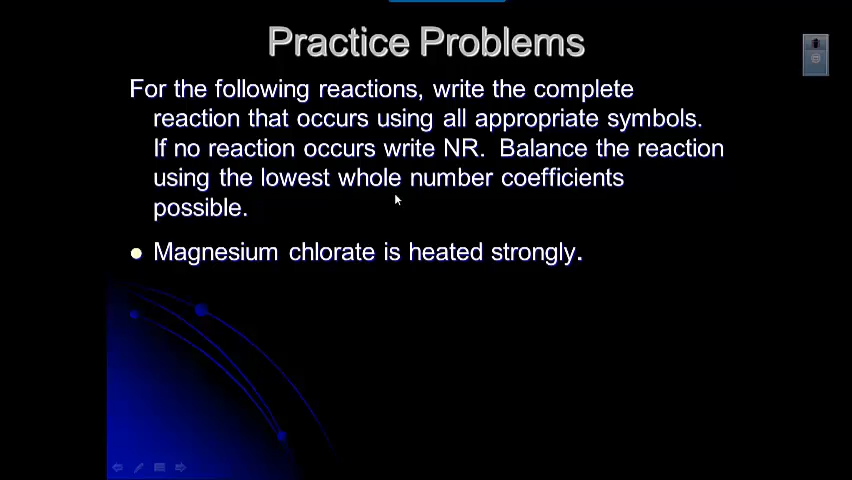 Practice Problems
For the following reactions, write the complete
reaction that occurs using all appropriate symbols.
If no reaction occurs write NR. Balance the reaction
using the lowest whole number coefficients
possible.
Magnesium chlorate is heated strongly.